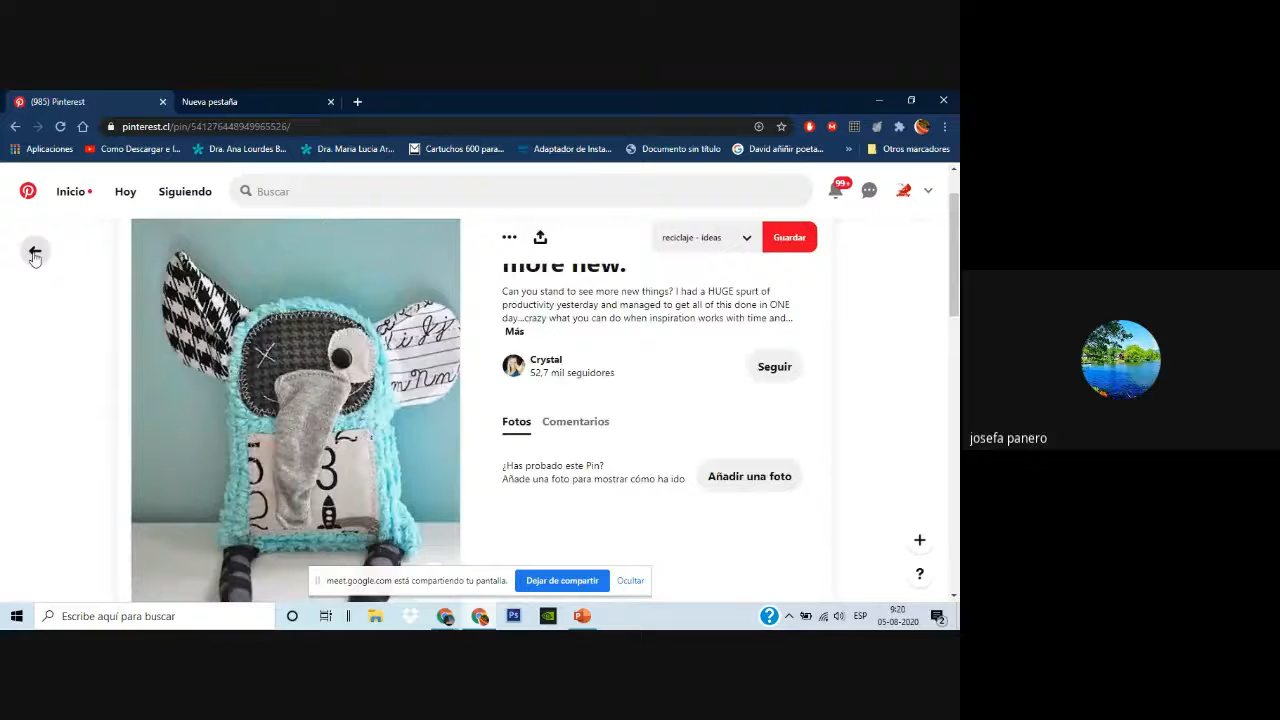 (985) Pinterest
Nueva pestaña
pinterest.cl/pin/541276448949965526/
Aplicaciones
Como Descargar e I...
Dra. Ana Lourdes B...
Dra. Maria Lucia Ar...
Cartuchos 600 para...
Adaptador de Insta...
Documento sin título
David añiñir poeta...
»
Otros marcadores
Inicio
Hoy
Siguiendo
Buscar
99+
reciclaje - ideas
Guardar
more new.
Can you stand to see more new things? I had a HUGE spurt of
productivity yesterday and managed to get all of this done in ONE
day...crazy what you can do when inspiration works with time and...
Más
Crystal
52,7 mil seguidores
Seguir
Fotos
Comentarios
¿Has probado este Pin?
Añade una foto para mostrar cómo ha ido
Añadir una foto
3
mNm
+
?
meet.google.com está compartiendo tu pantalla.
Dejar de compartir
Ocultar
josefa panero
Escribe aquí para buscar
Ps
ESP
9:20
05-08-2020
2